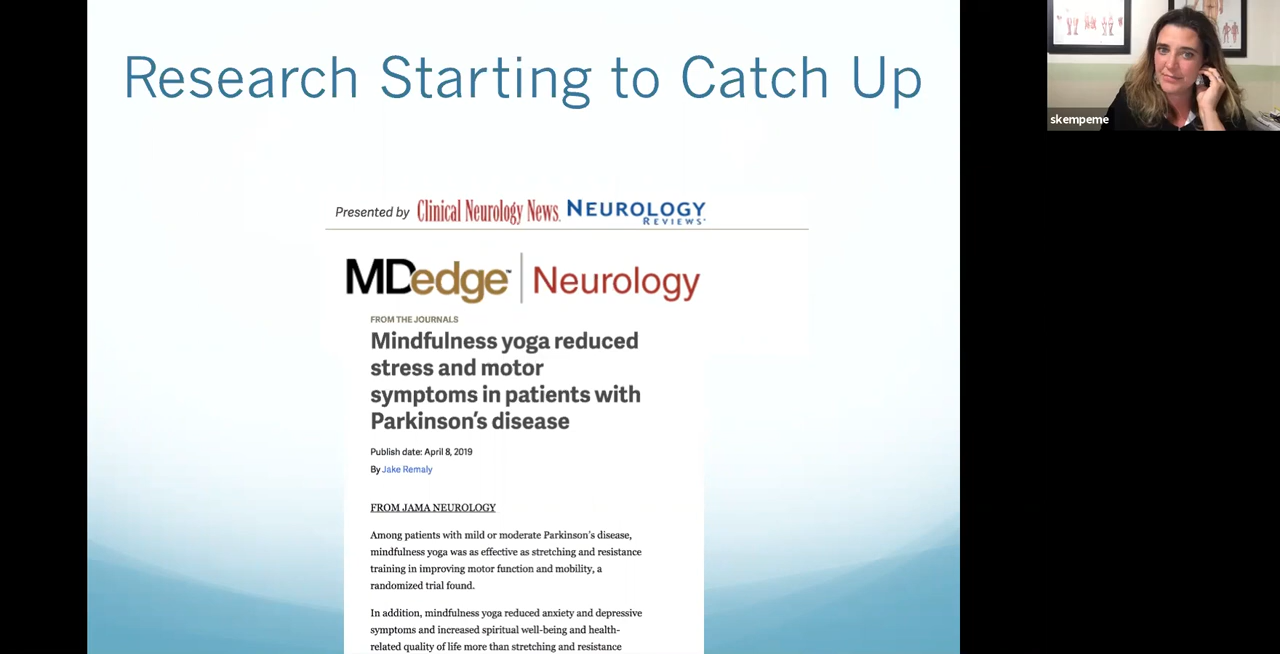 Research Starting to Catch Up
Presented by Clinical Neurology News. NEUROLOGY REVIEWS®
MDedge™ | Neurology
FROM THE JOURNALS
Mindfulness yoga reduced
stress and motor
symptoms in patients with
Parkinson's disease
Publish date: April 8, 2019
By Jake Remaly
FROM JAMA NEUROLOGY
Among patients with mild or moderate Parkinson's disease,
mindfulness yoga was as effective as stretching and resistance
training in improving motor function and mobility, a
randomized trial found.
In addition, mindfulness yoga reduced anxiety and depressive
symptoms and increased spiritual well-being and health-
related quality of life more than stretching and resistance
skempeme